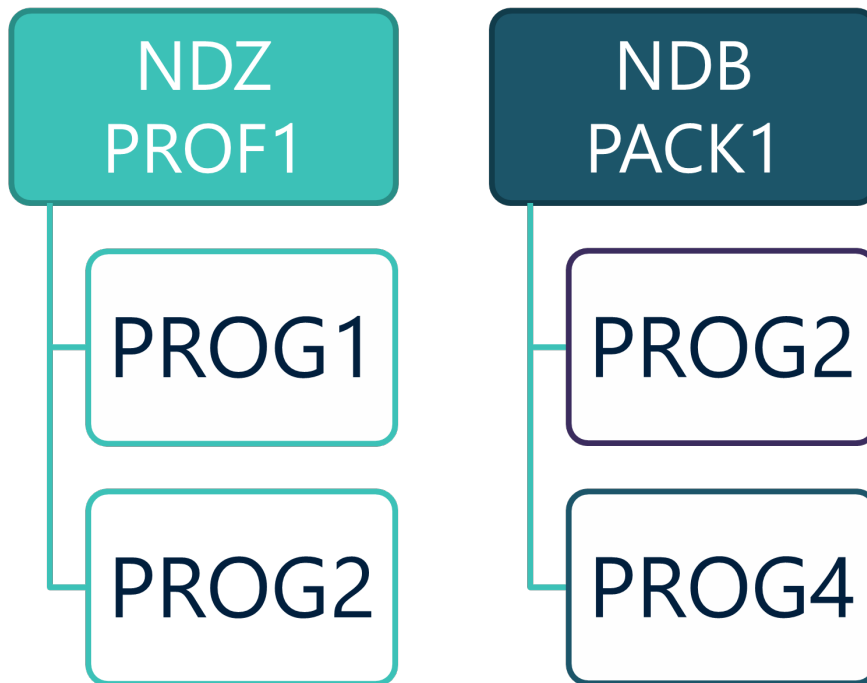 NDZ
PROF1
PROG1
PROG2
NDB
PACK1
PROG2
PROG4